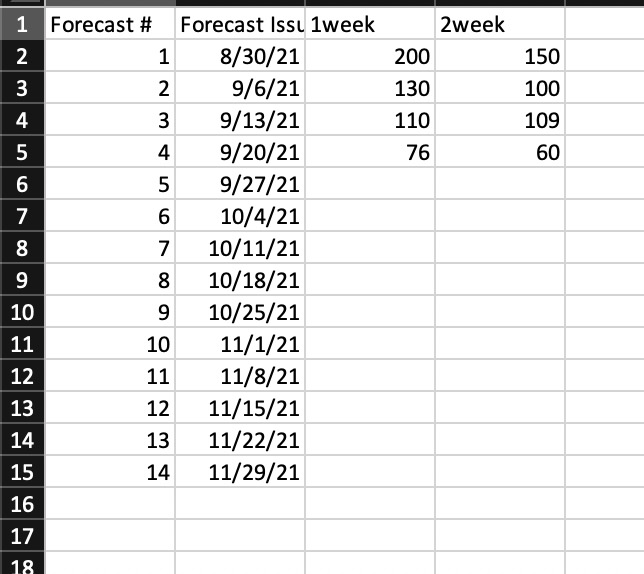 1 Forecast # Forecast Issu 1week 2week
2 1 8/30/21 200 150
3 2 9/6/21 130 100
4 3 9/13/21 110 109
5 4 9/20/21 76 60
6 5 9/27/21
7 6 10/4/21
8 7 10/11/21
9 8 10/18/21
10 9 10/25/21
11 10 11/1/21
12 11 11/8/21
13 12 11/15/21
14 13 11/22/21
15 14 11/29/21
16
17
18